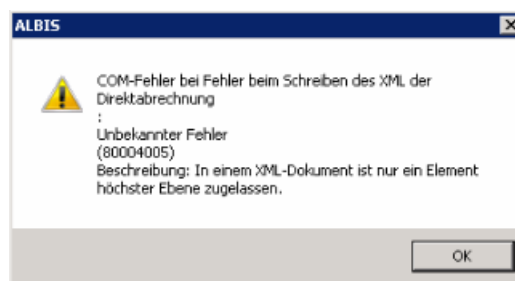 ALBIS
COM-Fehler bei Fehler beim Schreiben des XML der
Direktabrechnung
:
Unbekannter Fehler
(80004005)
Beschreibung: In einem XML-Dokument ist nur ein Element
höchster Ebene zugelassen.
OK